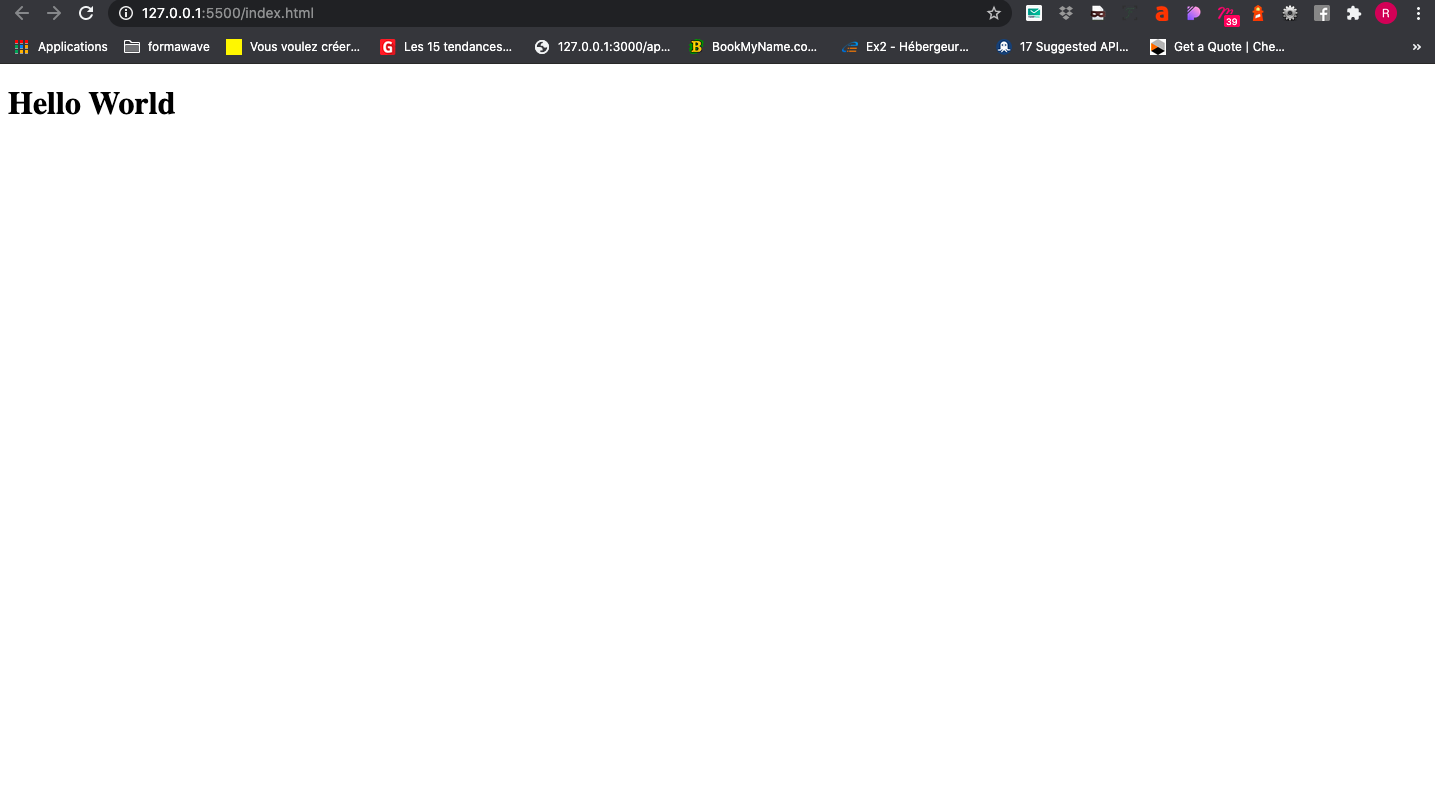 127.0.0.1:5500/index.html
39
R
Applications formawave Vous voulez créer... G Les 15 tendances... 127.0.0.1:3000/ap... B BookMyName.co... Ex2 - Hébergeur... 17 Suggested API... Get a Quote | Che... »
Hello World